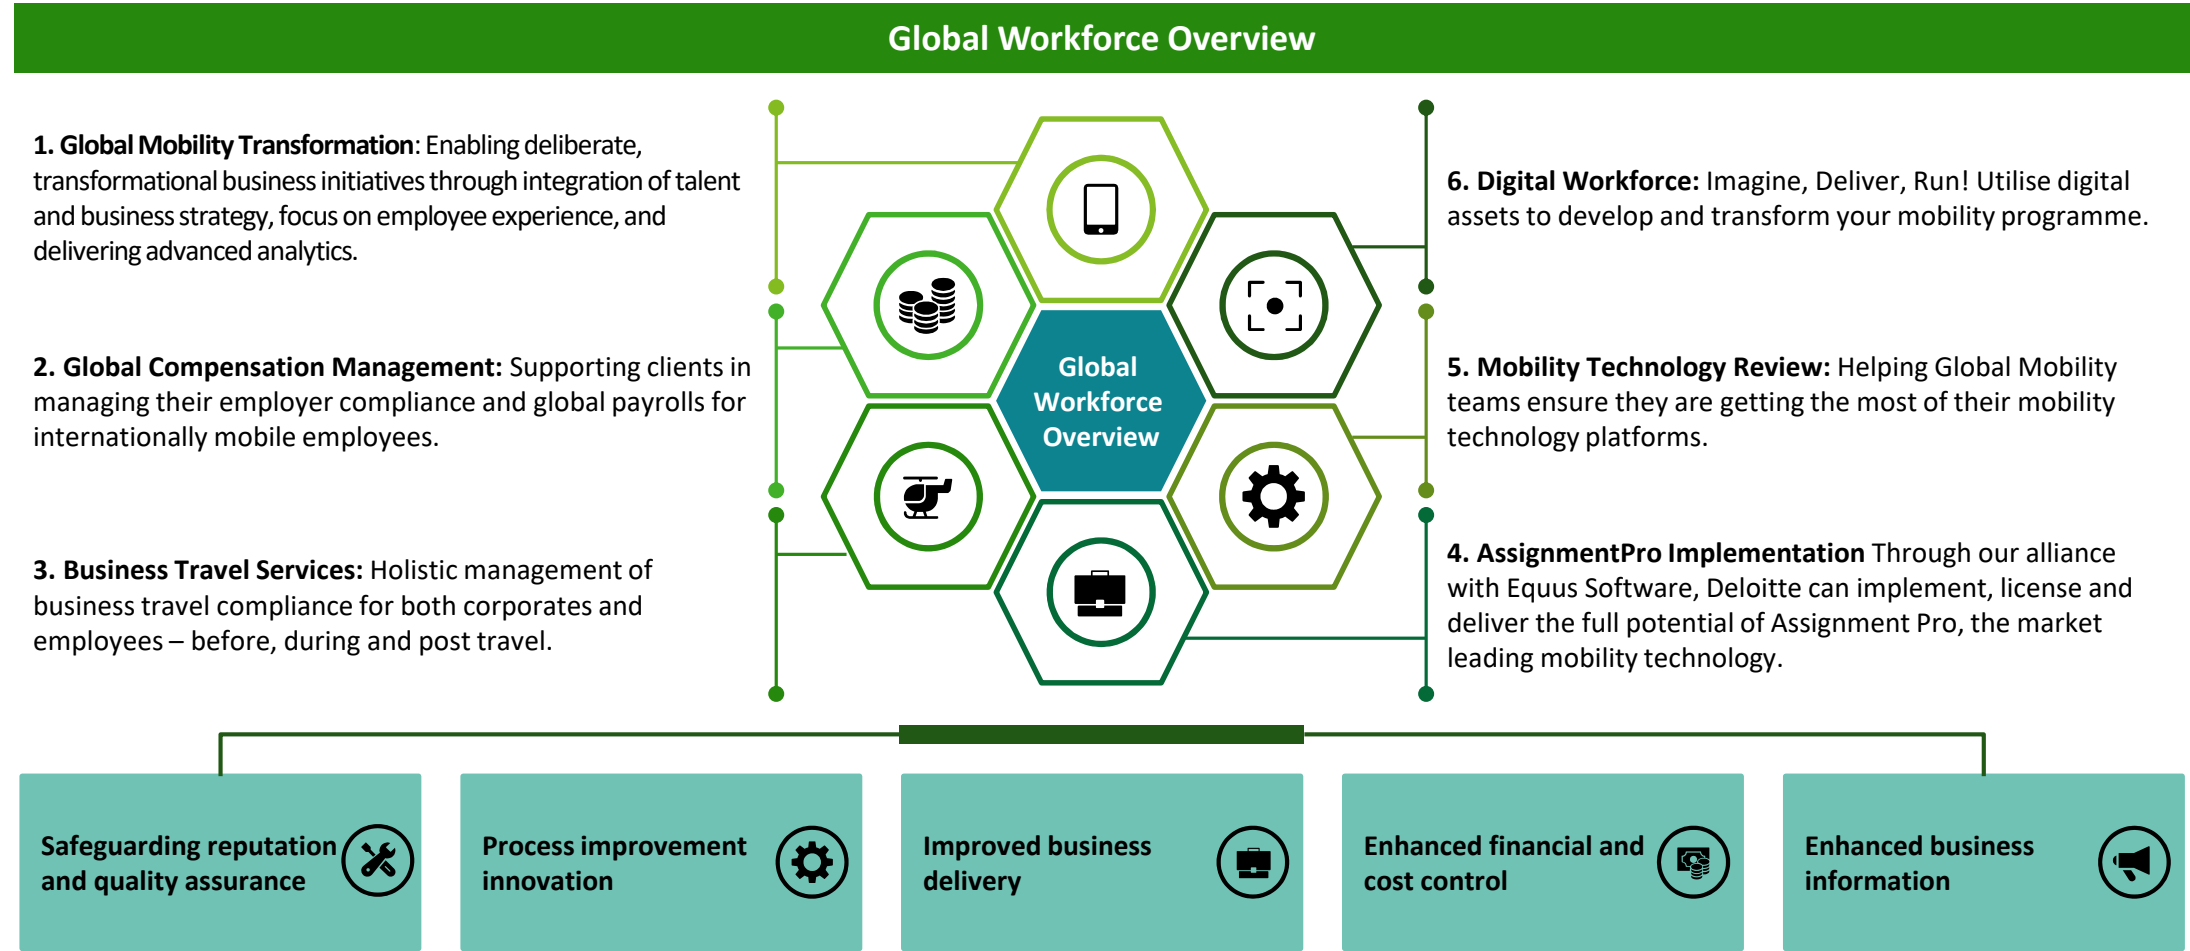 Global Workforce Overview
1. Global Mobility Transformation: Enabling deliberate,
transformational business initiatives through integration of talent
and business strategy, focus on employee experience, and
delivering advanced analytics.
2. Global Compensation Management: Supporting clients in
managing their employer compliance and global payrolls for
internationally mobile employees.
3. Business Travel Services: Holistic management of
business travel compliance for both corporates and
employees – before, during and post travel.
Global
Workforce
Overview
6. Digital Workforce: Imagine, Deliver, Run! Utilise digital
assets to develop and transform your mobility programme.
5. Mobility Technology Review: Helping Global Mobility
teams ensure they are getting the most of their mobility
technology platforms.
4. AssignmentPro Implementation Through our alliance
with Equus Software, Deloitte can implement, license and
deliver the full potential of Assignment Pro, the market
leading mobility technology.
Safeguarding reputation
and quality assurance
Process improvement
innovation
Improved business
delivery
Enhanced financial and
cost control
Enhanced business
information